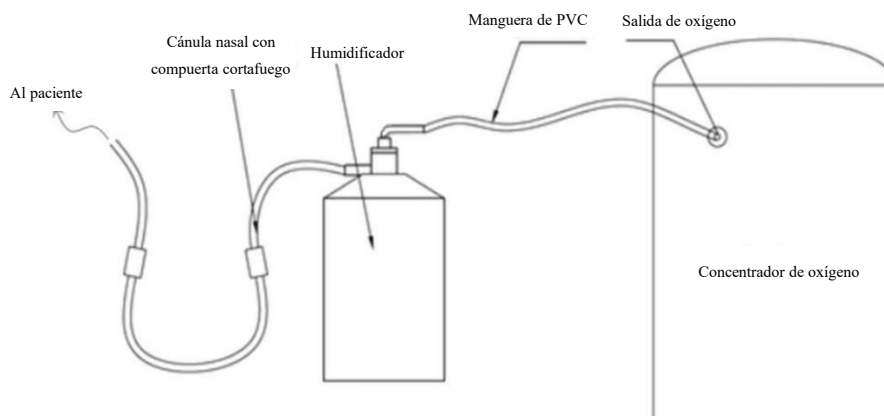 Manguera de PVC
Salida de oxígeno
Cánula nasal con
compuerta cortafuego
Humidificador
Al paciente
Concentrador de oxígeno